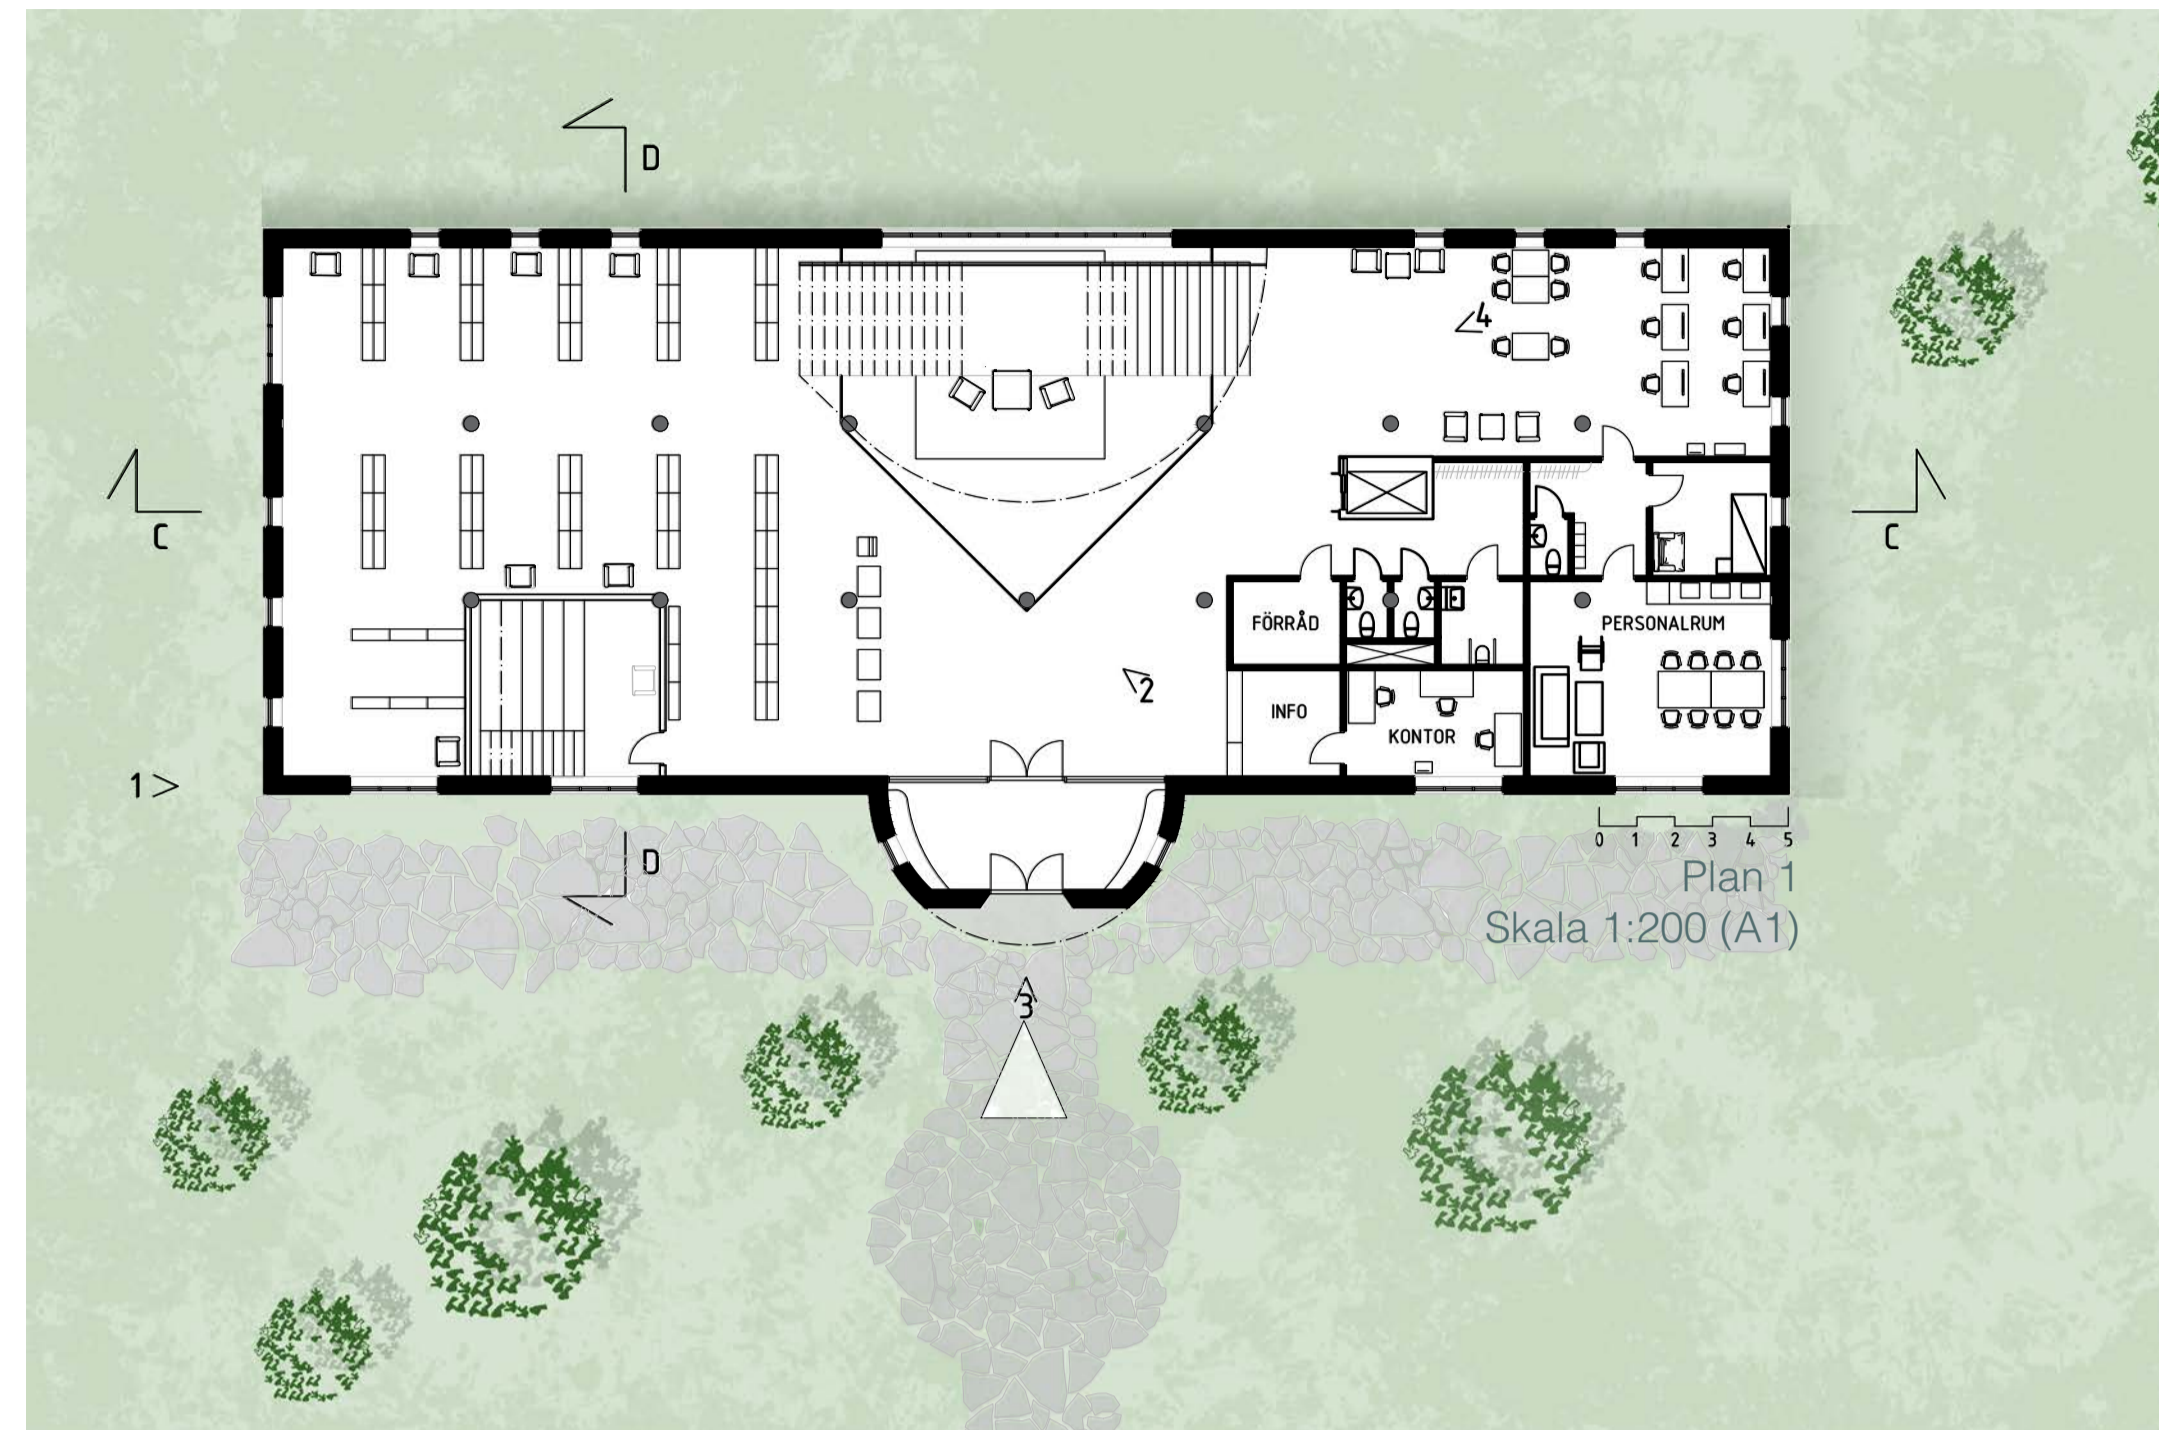 D
4
C
C
FÖRRÅD
PERSONALRUM
2
INFO
KONTOR
1
0 1 2 3 4 5
D
Plan 1
Skala 1:200 (A1)
3